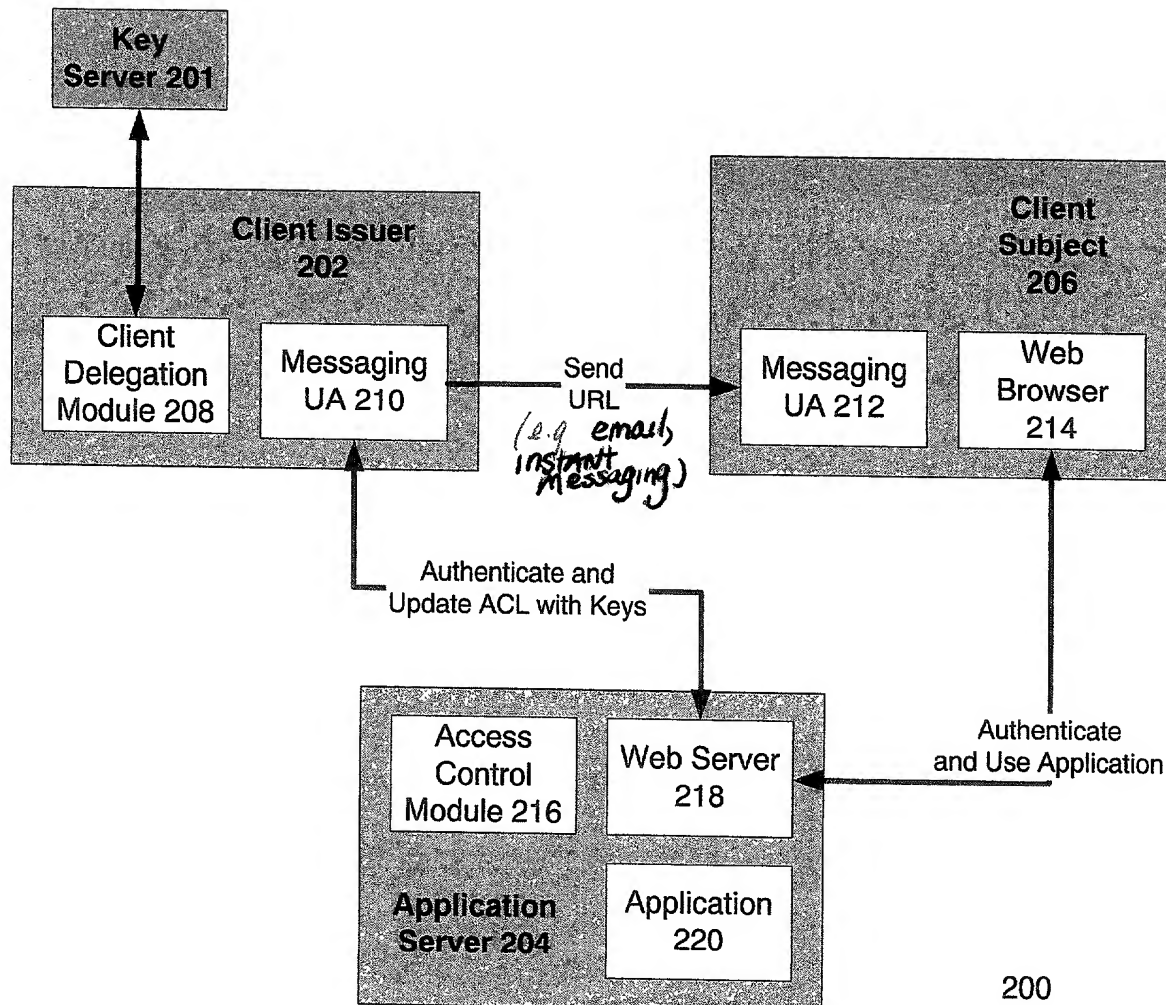 Key
Server 201
Client Issuer
202
Client
Delegation
Module 208
Messaging
UA 210
Send
URL
(e.g email,
instant
messaging)
Client
Subject
206
Messaging
UA 212
Web
Browser
214
Authenticate and
Update ACL with Keys
Authenticate
and Use Application
Access
Control
Module 216
Web Server
218
Application
Server 204
Application
220
200